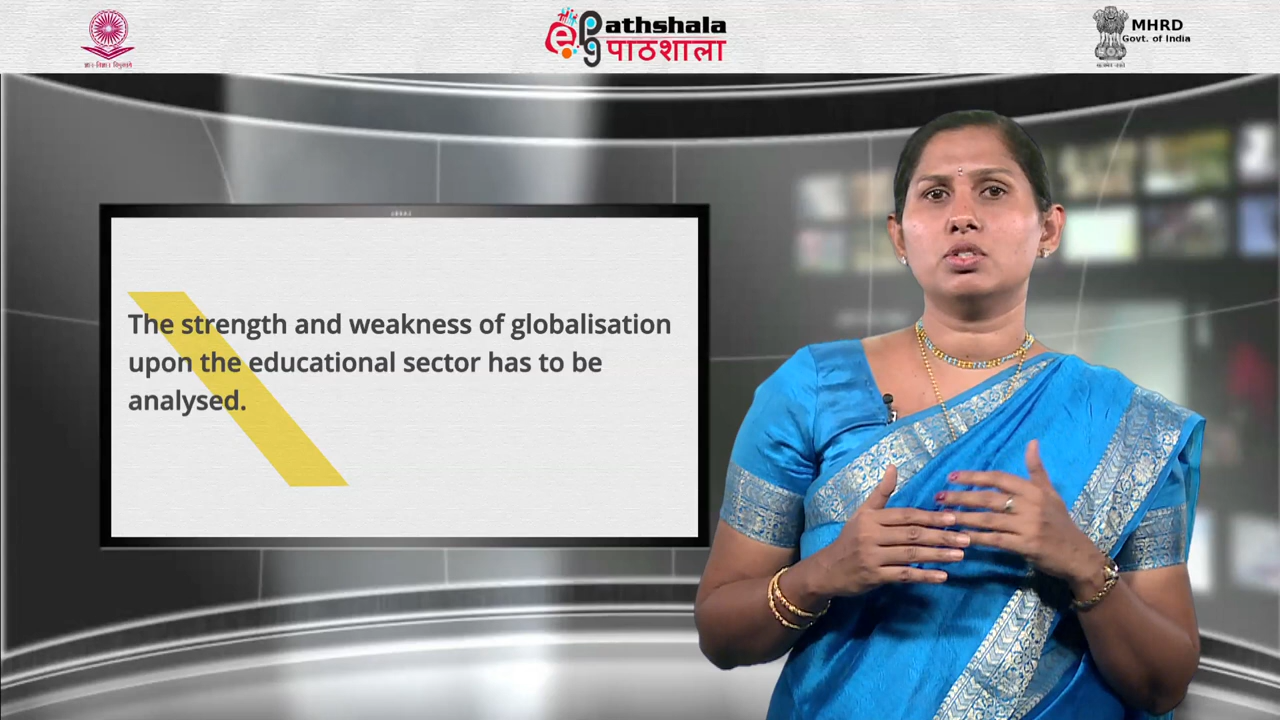 Pathshala
पाठशाला
MHRD
Govt. of India
The strength and weakness of globalisation
upon the educational sector has to be
analysed.